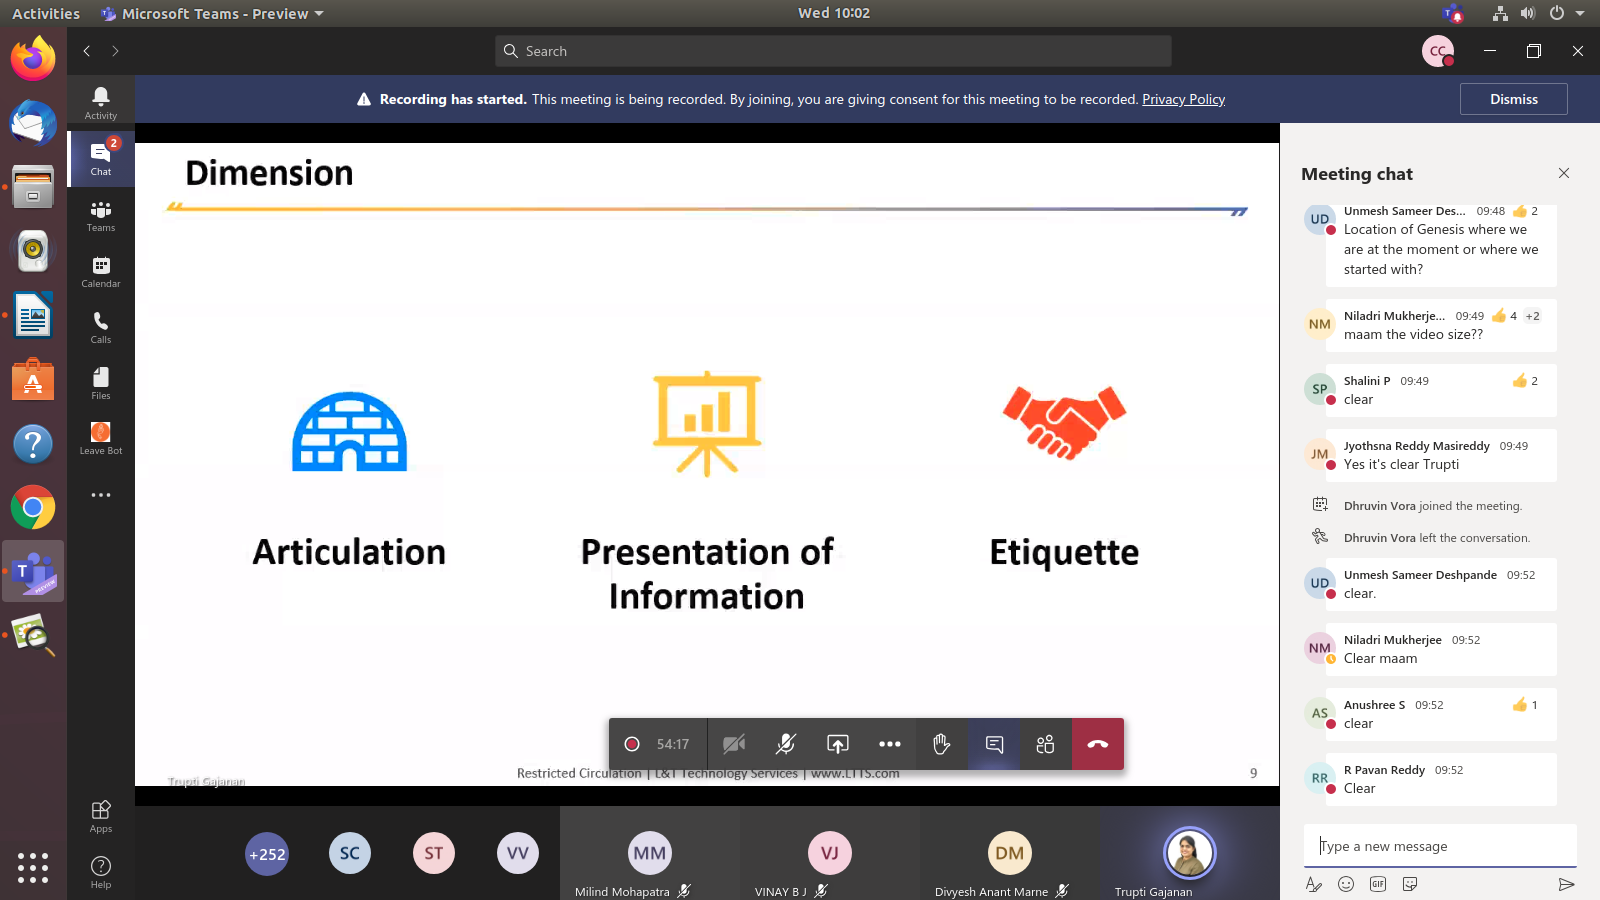 Activities
Microsoft Teams - Preview
Wed 10:02
Search
CC
Recording has started. This meeting is being recorded. By joining, you are giving consent for this meeting to be recorded. Privacy Policy
Dismiss
Activity
2
Chat
Teams
Calendar
Calls
Files
Leave Bot
Apps
Help
Dimension
Articulation
Presentation of
Information
Etiquette
54:17
Restricted Circulation | L&T Technology Services | www.LTTS.com
9
Trupti Gajanan
+252
SC
ST
VV
MM
Milind Mohapatra
VJ
VINAY B J
DM
Divyesh Anant Marne
Trupti Gajanan
Meeting chat
UD
Unmesh Sameer Des... 09:48 2
Location of Genesis where we
are at the moment or where we
started with?
NM
Niladri Mukherje... 09:49 4 +2
maam the video size??
SP
Shalini P 09:49 2
clear
JM
Jyothsna Reddy Masireddy 09:49
Yes it's clear Trupti
Dhruvin Vora joined the meeting.
Dhruvin Vora left the conversation.
UD
Unmesh Sameer Deshpande 09:52
clear.
NM
Niladri Mukherjee 09:52
Clear maam
AS
Anushree S 09:52 1
clear
RR
R Pavan Reddy 09:52
Clear
Type a new message
GIF